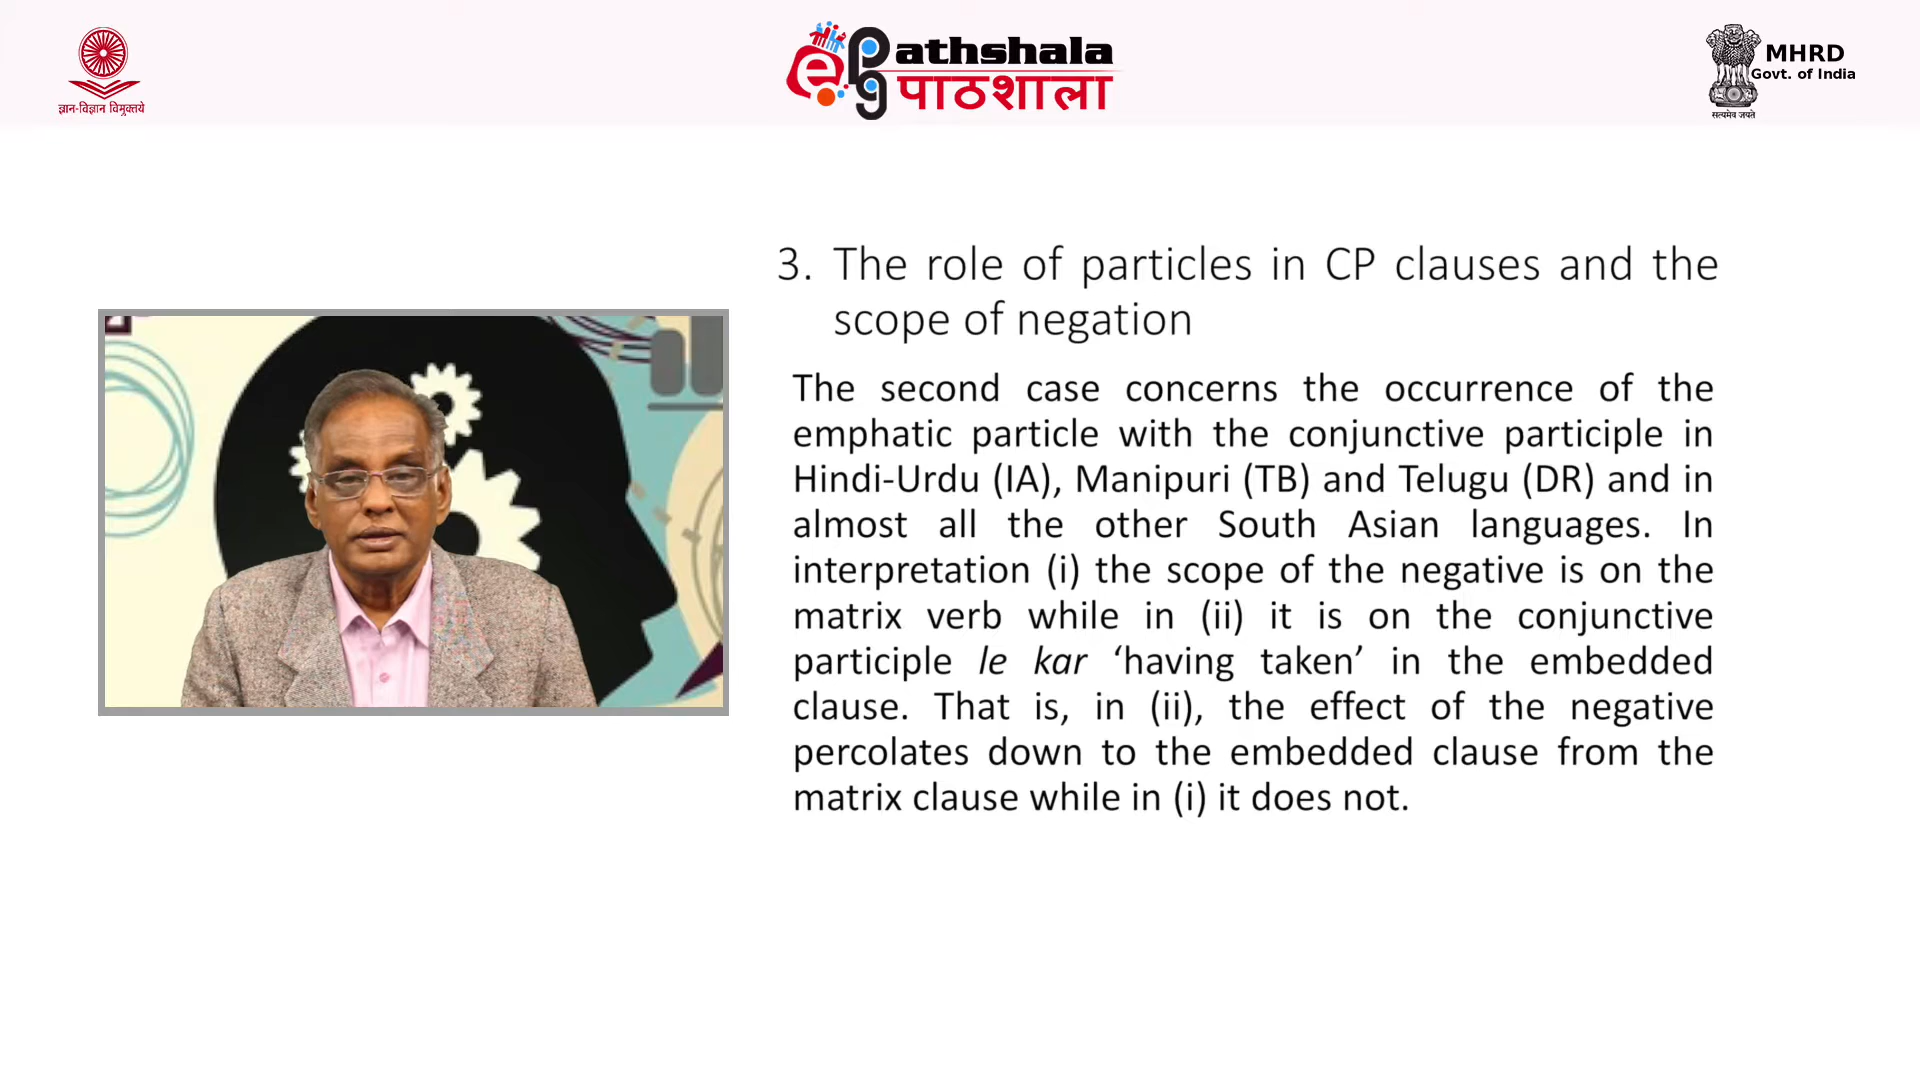 ज्ञान-विज्ञान विमुक्तये
athshala
पाठशाला
MHRD
Govt. of India
सत्यमेव जयते
3. The role of particles in CP clauses and the
scope of negation
The second case concerns the occurrence of the
emphatic particle with the conjunctive participle in
Hindi-Urdu (IA), Manipuri (TB) and Telugu (DR) and in
almost all the other South Asian languages. In
interpretation (i) the scope of the negative is on the
matrix verb while in (ii) it is on the conjunctive
participle le kar ‘having taken’ in the embedded
clause. That is, in (ii), the effect of the negative
percolates down to the embedded clause from the
matrix clause while in (i) it does not.